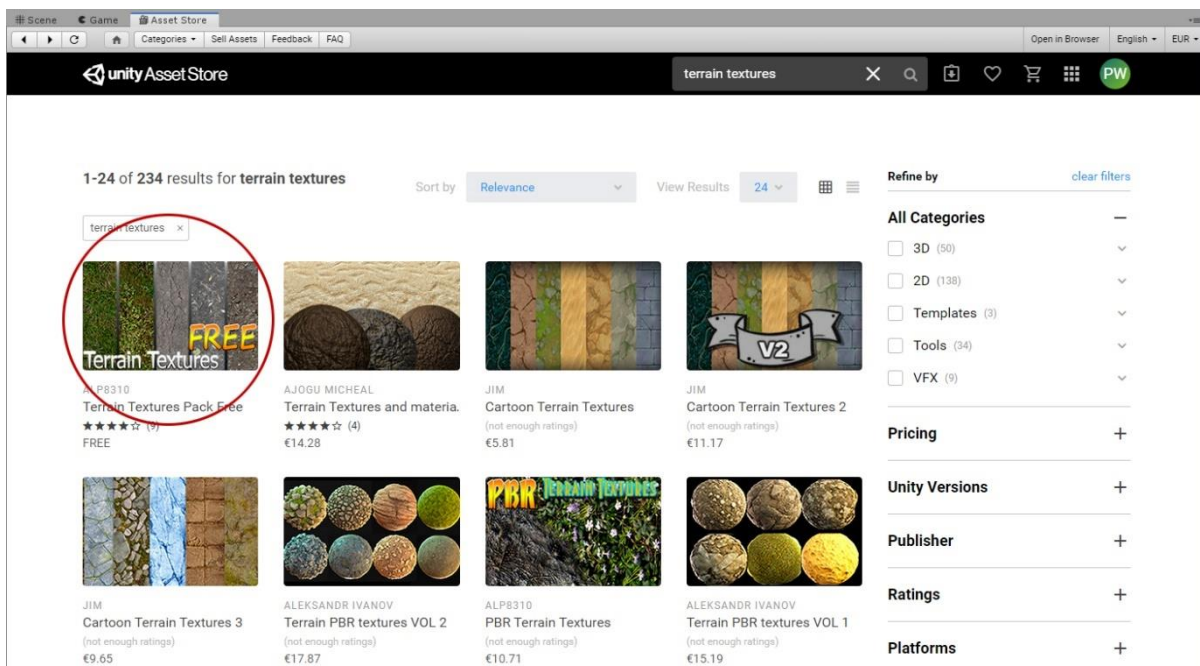 Scene Game Asset Store
Categories Sell Assets Feedback FAQ Open in Browser English EUR
unity Asset Store terrain textures PW
1-24 of 234 results for terrain textures Sort by Relevance View Results 24
terrain textures ×
FREE
Terrain Textures
ALP8310
Terrain Textures Pack Free
★★★★☆ (9)
FREE
AJOGU MICHEAL
Terrain Textures and materia.
★★★★☆ (4)
€14.28
JIM
Cartoon Terrain Textures
(not enough ratings)
€5.81
V2
JIM
Cartoon Terrain Textures 2
(not enough ratings)
€11.17
JIM
Cartoon Terrain Textures 3
(not enough ratings)
€9.65
ALEKSANDR IVANOV
Terrain PBR textures VOL 2
(not enough ratings)
€17.87
PBR TERRAIN TEXTURES
ALP8310
PBR Terrain Textures
(not enough ratings)
€10.71
ALEKSANDR IVANOV
Terrain PBR textures VOL 1
(not enough ratings)
€15.19
Refine by clear filters
All Categories
3D (50)
2D (138)
Templates (3)
Tools (34)
VFX (9)
Pricing
Unity Versions
Publisher
Ratings
Platforms